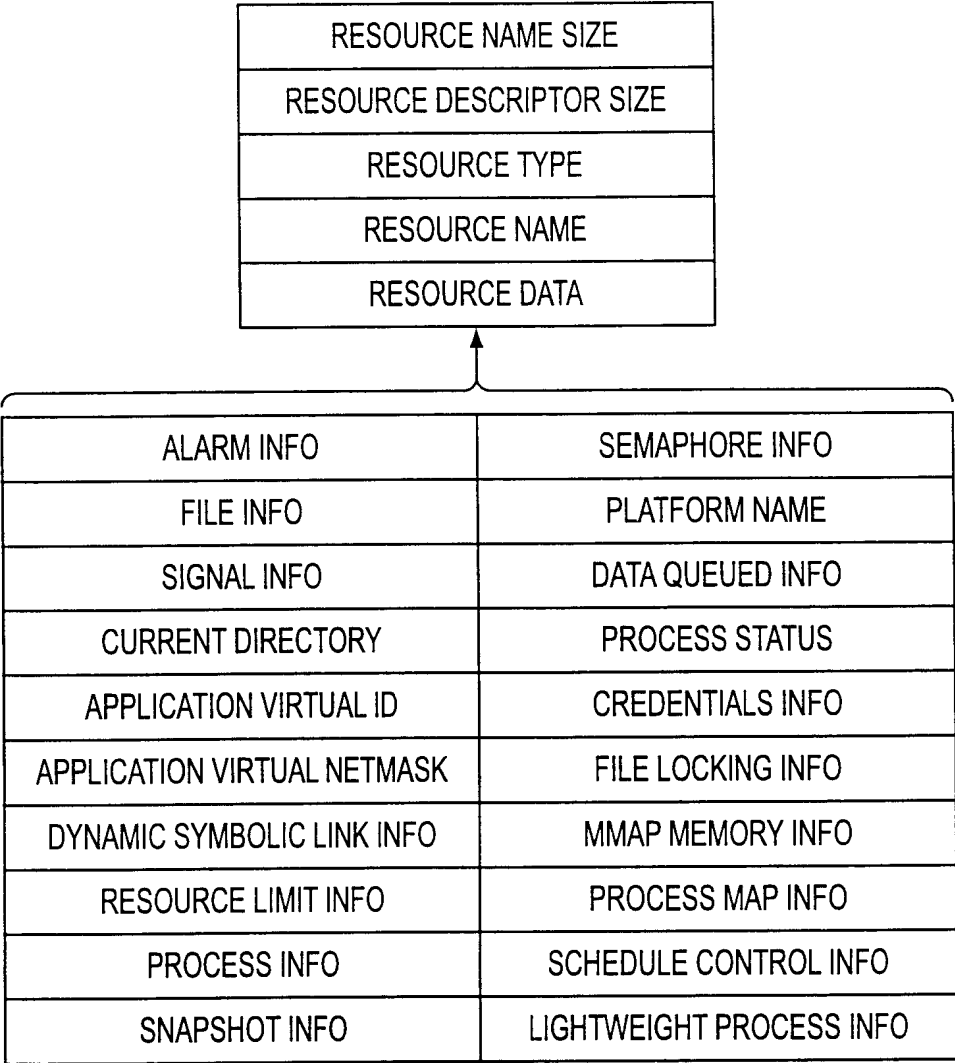 RESOURCE NAME SIZE
RESOURCE DESCRIPTOR SIZE
RESOURCE TYPE
RESOURCE NAME
RESOURCE DATA
ALARM INFO SEMAPHORE INFO
FILE INFO PLATFORM NAME
SIGNAL INFO DATA QUEUED INFO
CURRENT DIRECTORY PROCESS STATUS
APPLICATION VIRTUAL ID CREDENTIALS INFO
APPLICATION VIRTUAL NETMASK FILE LOCKING INFO
DYNAMIC SYMBOLIC LINK INFO MMAP MEMORY INFO
RESOURCE LIMIT INFO PROCESS MAP INFO
PROCESS INFO SCHEDULE CONTROL INFO
SNAPSHOT INFO LIGHTWEIGHT PROCESS INFO